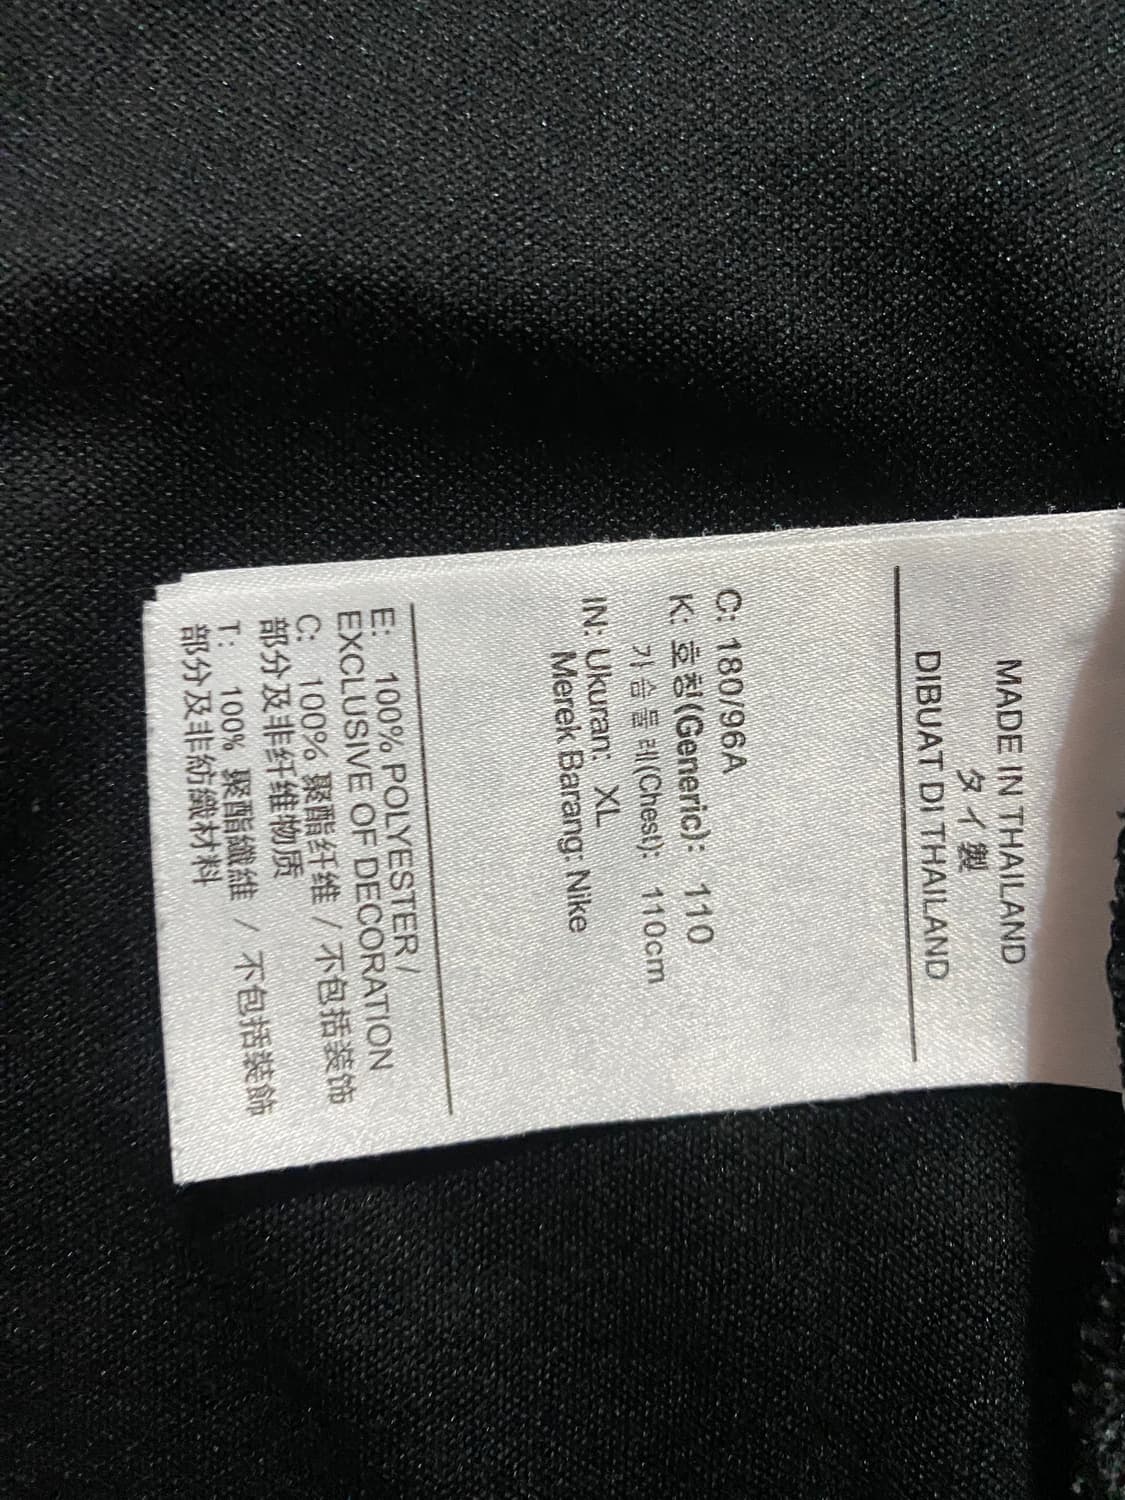 MADE IN THAILAND
タイ製
DIBUAT DI THAILAND
C: 180/96A
K: 호칭(Generic): 110
가슴둘레(Chest): 110cm
IN: Ukuran: XL
Merek Barang: Nike
E: 100% POLYESTER /
EXCLUSIVE OF DECORATION
C: 100% 聚酯纤维 / 不包括装饰
部分及非纤维物质
T: 100% 聚酯纖維 / 不包括裝飾
部分及非紡織材料